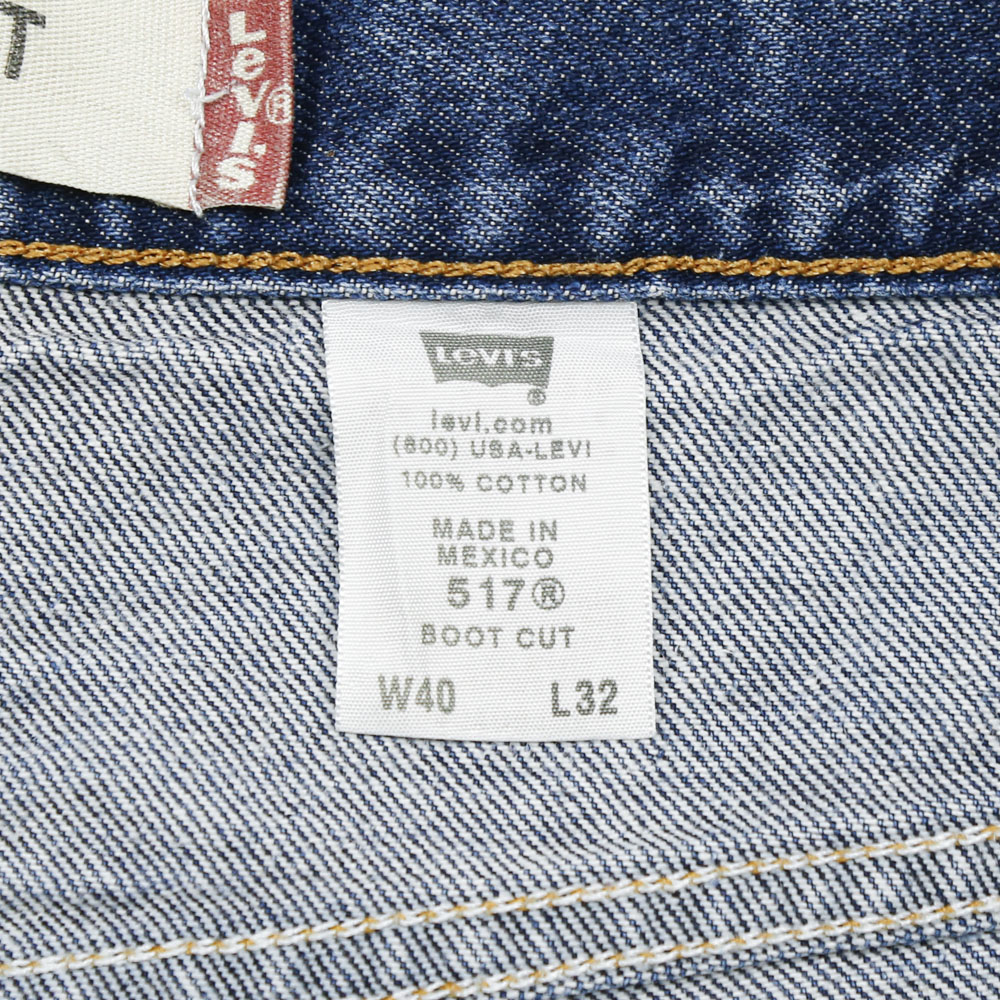 T
Levi's®
LEVI'S
®
levi.com
(800) USA-LEVI
100% COTTON
MADE IN
MEXICO
517®
BOOT CUT
W40 L32